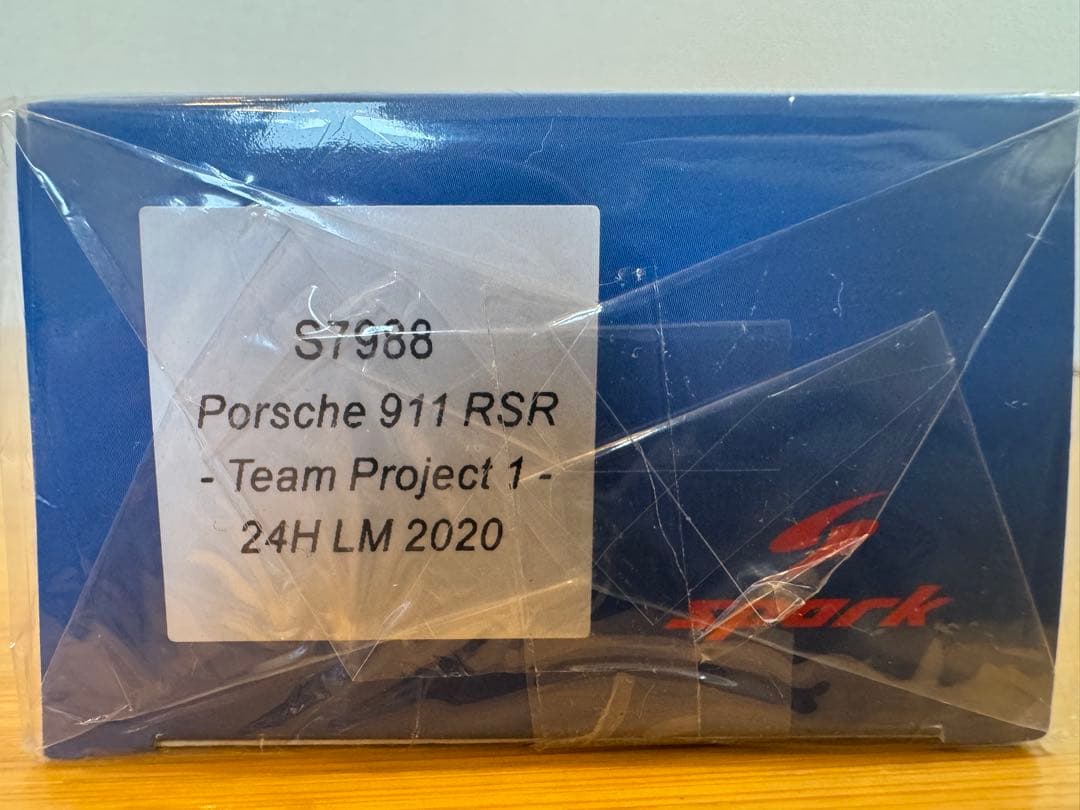 S7988
Porsche 911 RSR
- Team Project 1 -
24H LM 2020
spark